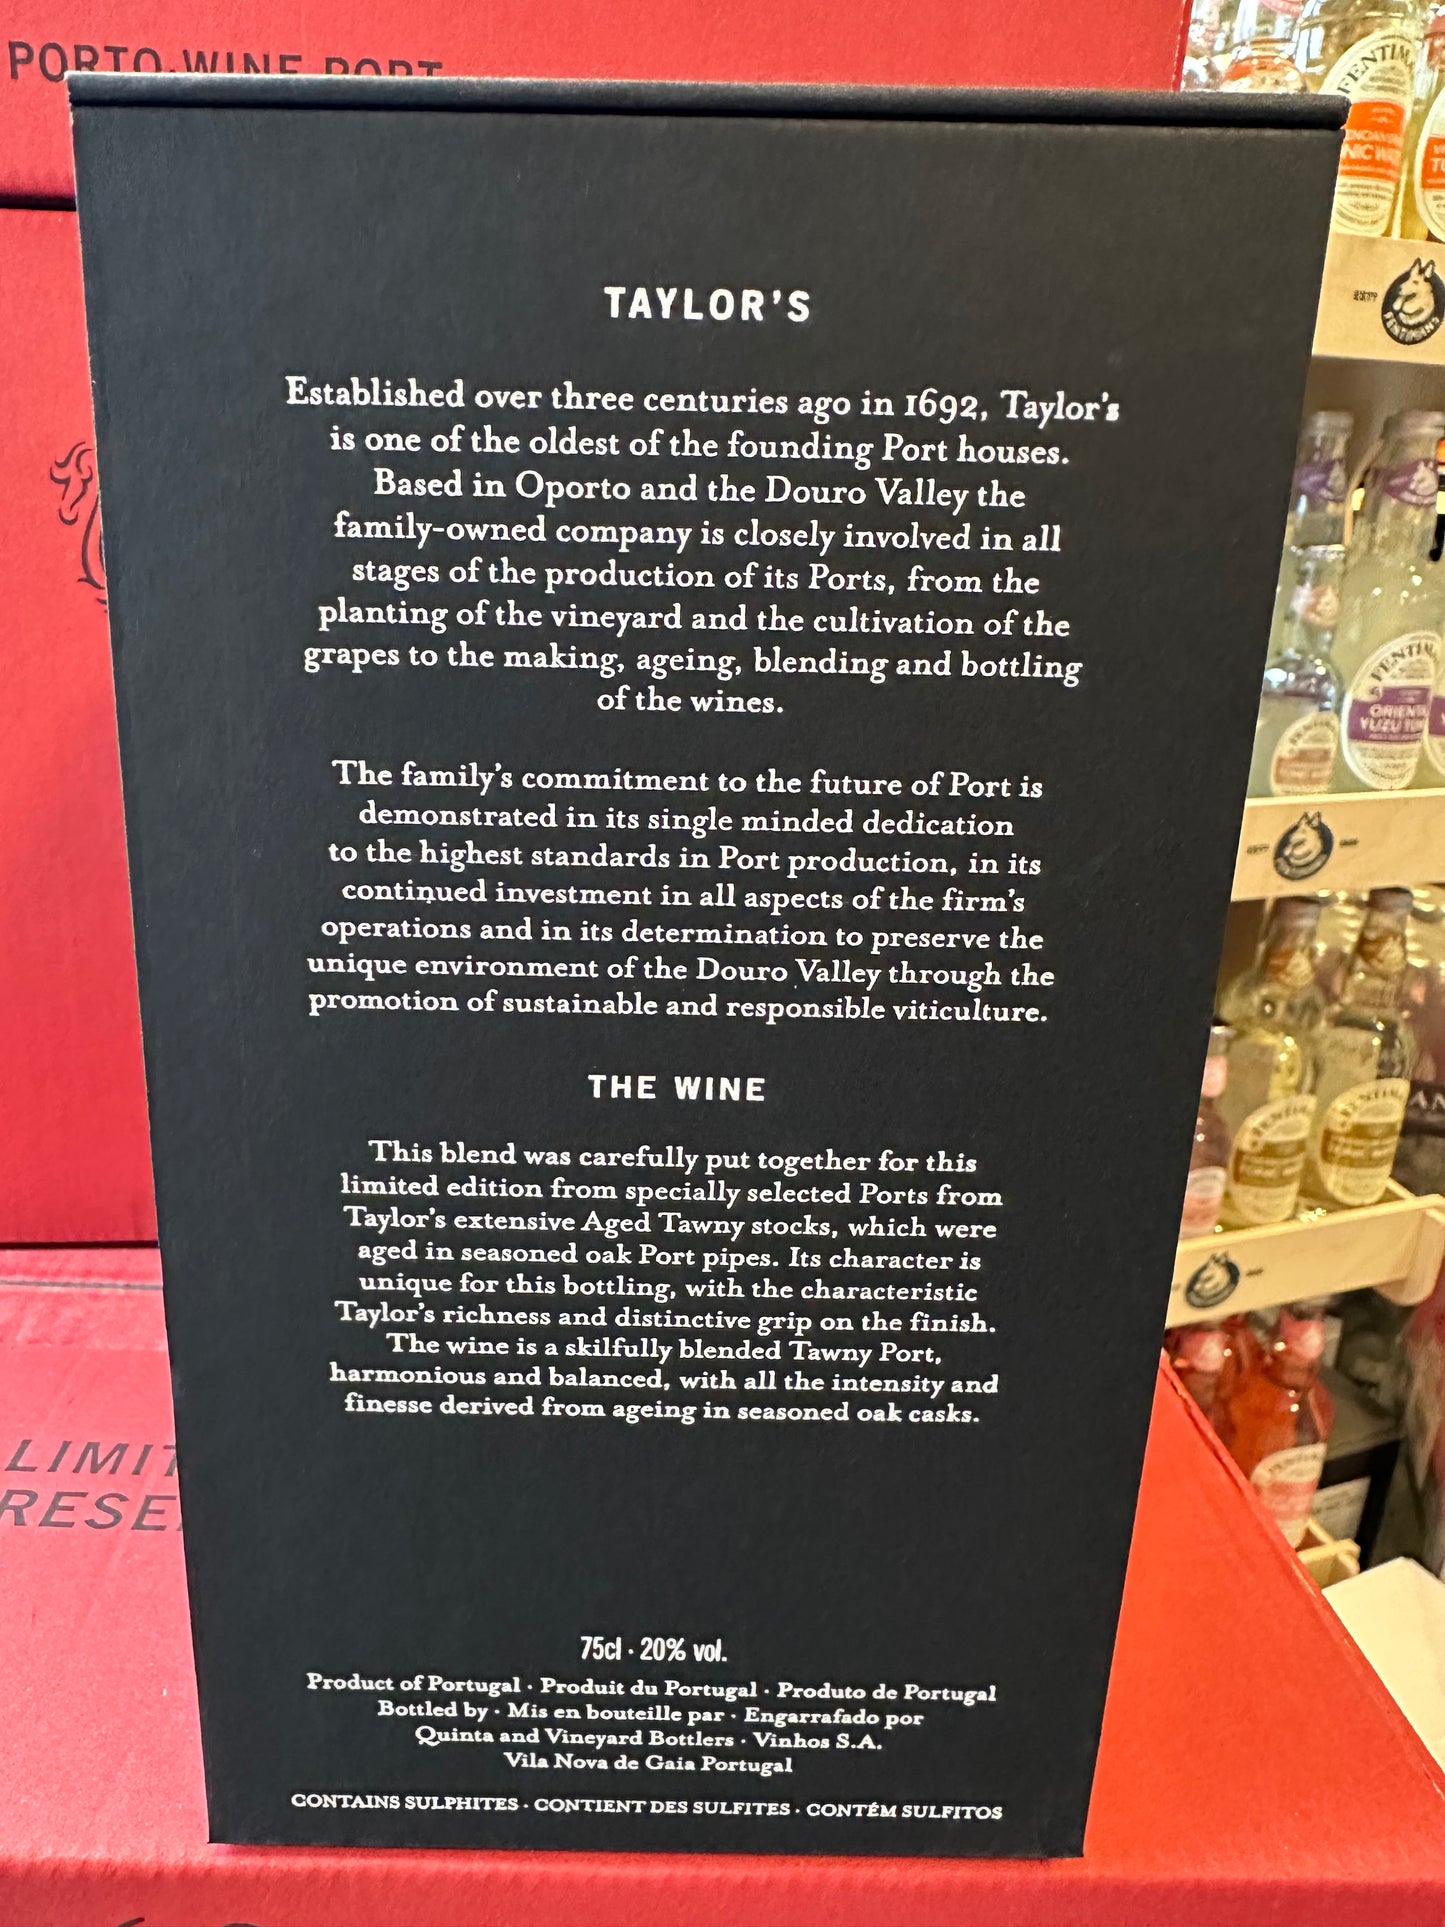 PORTO·WINE PORT
TAYLOR'S
Established over three centuries ago in 1692, Taylor's
is one of the oldest of the founding Port houses.
Based in Oporto and the Douro Valley the
family-owned company is closely involved in all
stages of the production of its Ports, from the
planting of the vineyard and the cultivation of the
grapes to the making, ageing, blending and bottling
of the wines.
The family's commitment to the future of Port is
demonstrated in its single minded dedication
to the highest standards in Port production, in its
continued investment in all aspects of the firm's
operations and in its determination to preserve the
unique environment of the Douro Valley through the
promotion of sustainable and responsible viticulture.
THE WINE
This blend was carefully put together for this
limited edition from specially selected Ports from
Taylor's extensive Aged Tawny stocks, which were
aged in seasoned oak Port pipes. Its character is
unique for this bottling, with the characteristic
Taylor's richness and distinctive grip on the finish.
The wine is a skilfully blended Tawny Port,
harmonious and balanced, with all the intensity and
finesse derived from ageing in seasoned oak casks.
75cl · 20% vol.
Product of Portugal · Produit du Portugal · Produto de Portugal
Bottled by · Mis en bouteille par · Engarrafado por
Quinta and Vineyard Bottlers · Vinhos S.A.
Vila Nova de Gaia Portugal
CONTAINS SULPHITES · CONTIENT DES SULFITES · CONTÉM SULFITOS
LIMIT
RESE
FENTIM
FENTIM
ORIENTA
YUZU TON